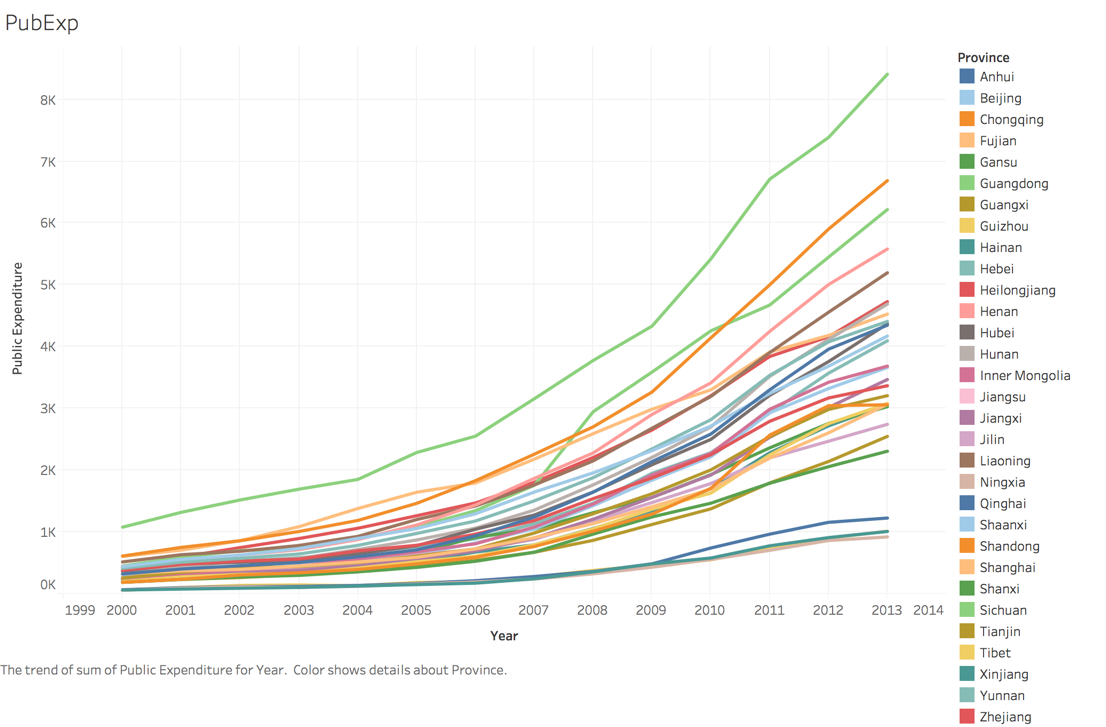 PubExp
Province
Anhui
Beijing
Chongqing
Fujian
Gansu
Guangdong
Guangxi
Guizhou
Hainan
Hebei
Heilongjiang
Henan
Hubei
Hunan
Inner Mongolia
Jiangsu
Jiangxi
Jilin
Liaoning
Ningxia
Qinghai
Shaanxi
Shandong
Shanghai
Shanxi
Sichuan
Tianjin
Tibet
Xinjiang
Yunnan
Zhejiang
Public Expenditure
8K
7K
6K
5K
4K
3K
2K
1K
0K
1999 2000 2001 2002 2003 2004 2005 2006 2007 2008 2009 2010 2011 2012 2013 2014
Year
The trend of sum of Public Expenditure for Year. Color shows details about Province.